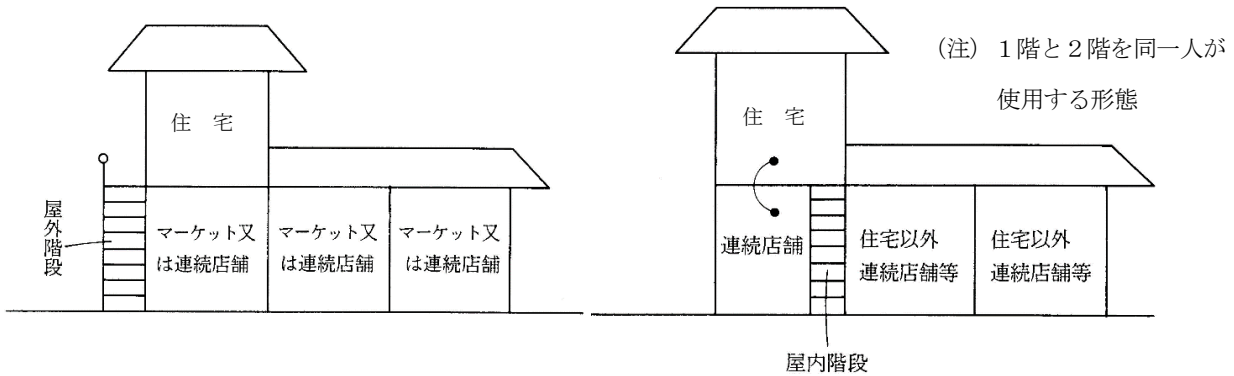 住　宅
屋外階段
マーケット又
は連続店舗
マーケット又
は連続店舗
マーケット又
は連続店舗
（注）１階と２階を同一人が
使用する形態
住　宅
連続店舗
住宅以外
連続店舗等
住宅以外
連続店舗等
屋内階段